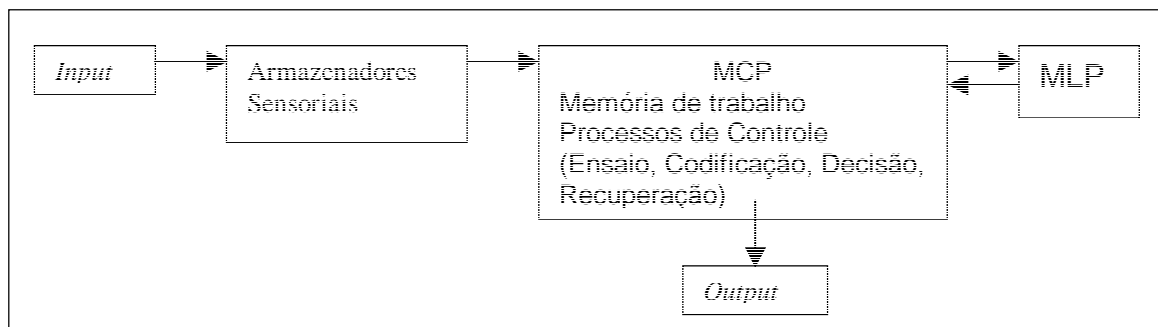 Input
Armazenadores
Sensoriais
MCP
Memória de trabalho
Processos de Controle
(Ensaio, Codificação, Decisão,
Recuperação)
MLP
Output